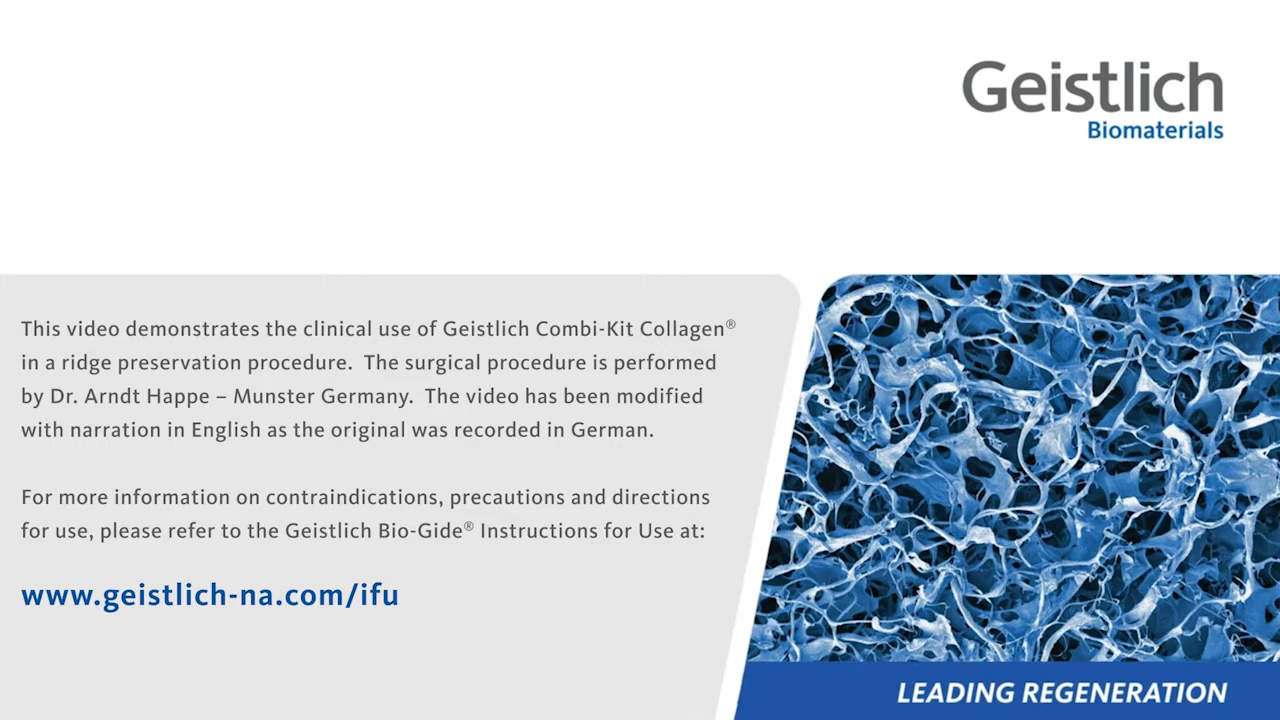 Geistlich
Biomaterials
This video demonstrates the clinical use of Geistlich Combi-Kit Collagen®
in a ridge preservation procedure.  The surgical procedure is performed
by Dr. Arndt Happe – Munster Germany.  The video has been modified
with narration in English as the original was recorded in German.
For more information on contraindications, precautions and directions
for use, please refer to the Geistlich Bio-Gide® Instructions for Use at:
www.geistlich-na.com/ifu
LEADING REGENERATION